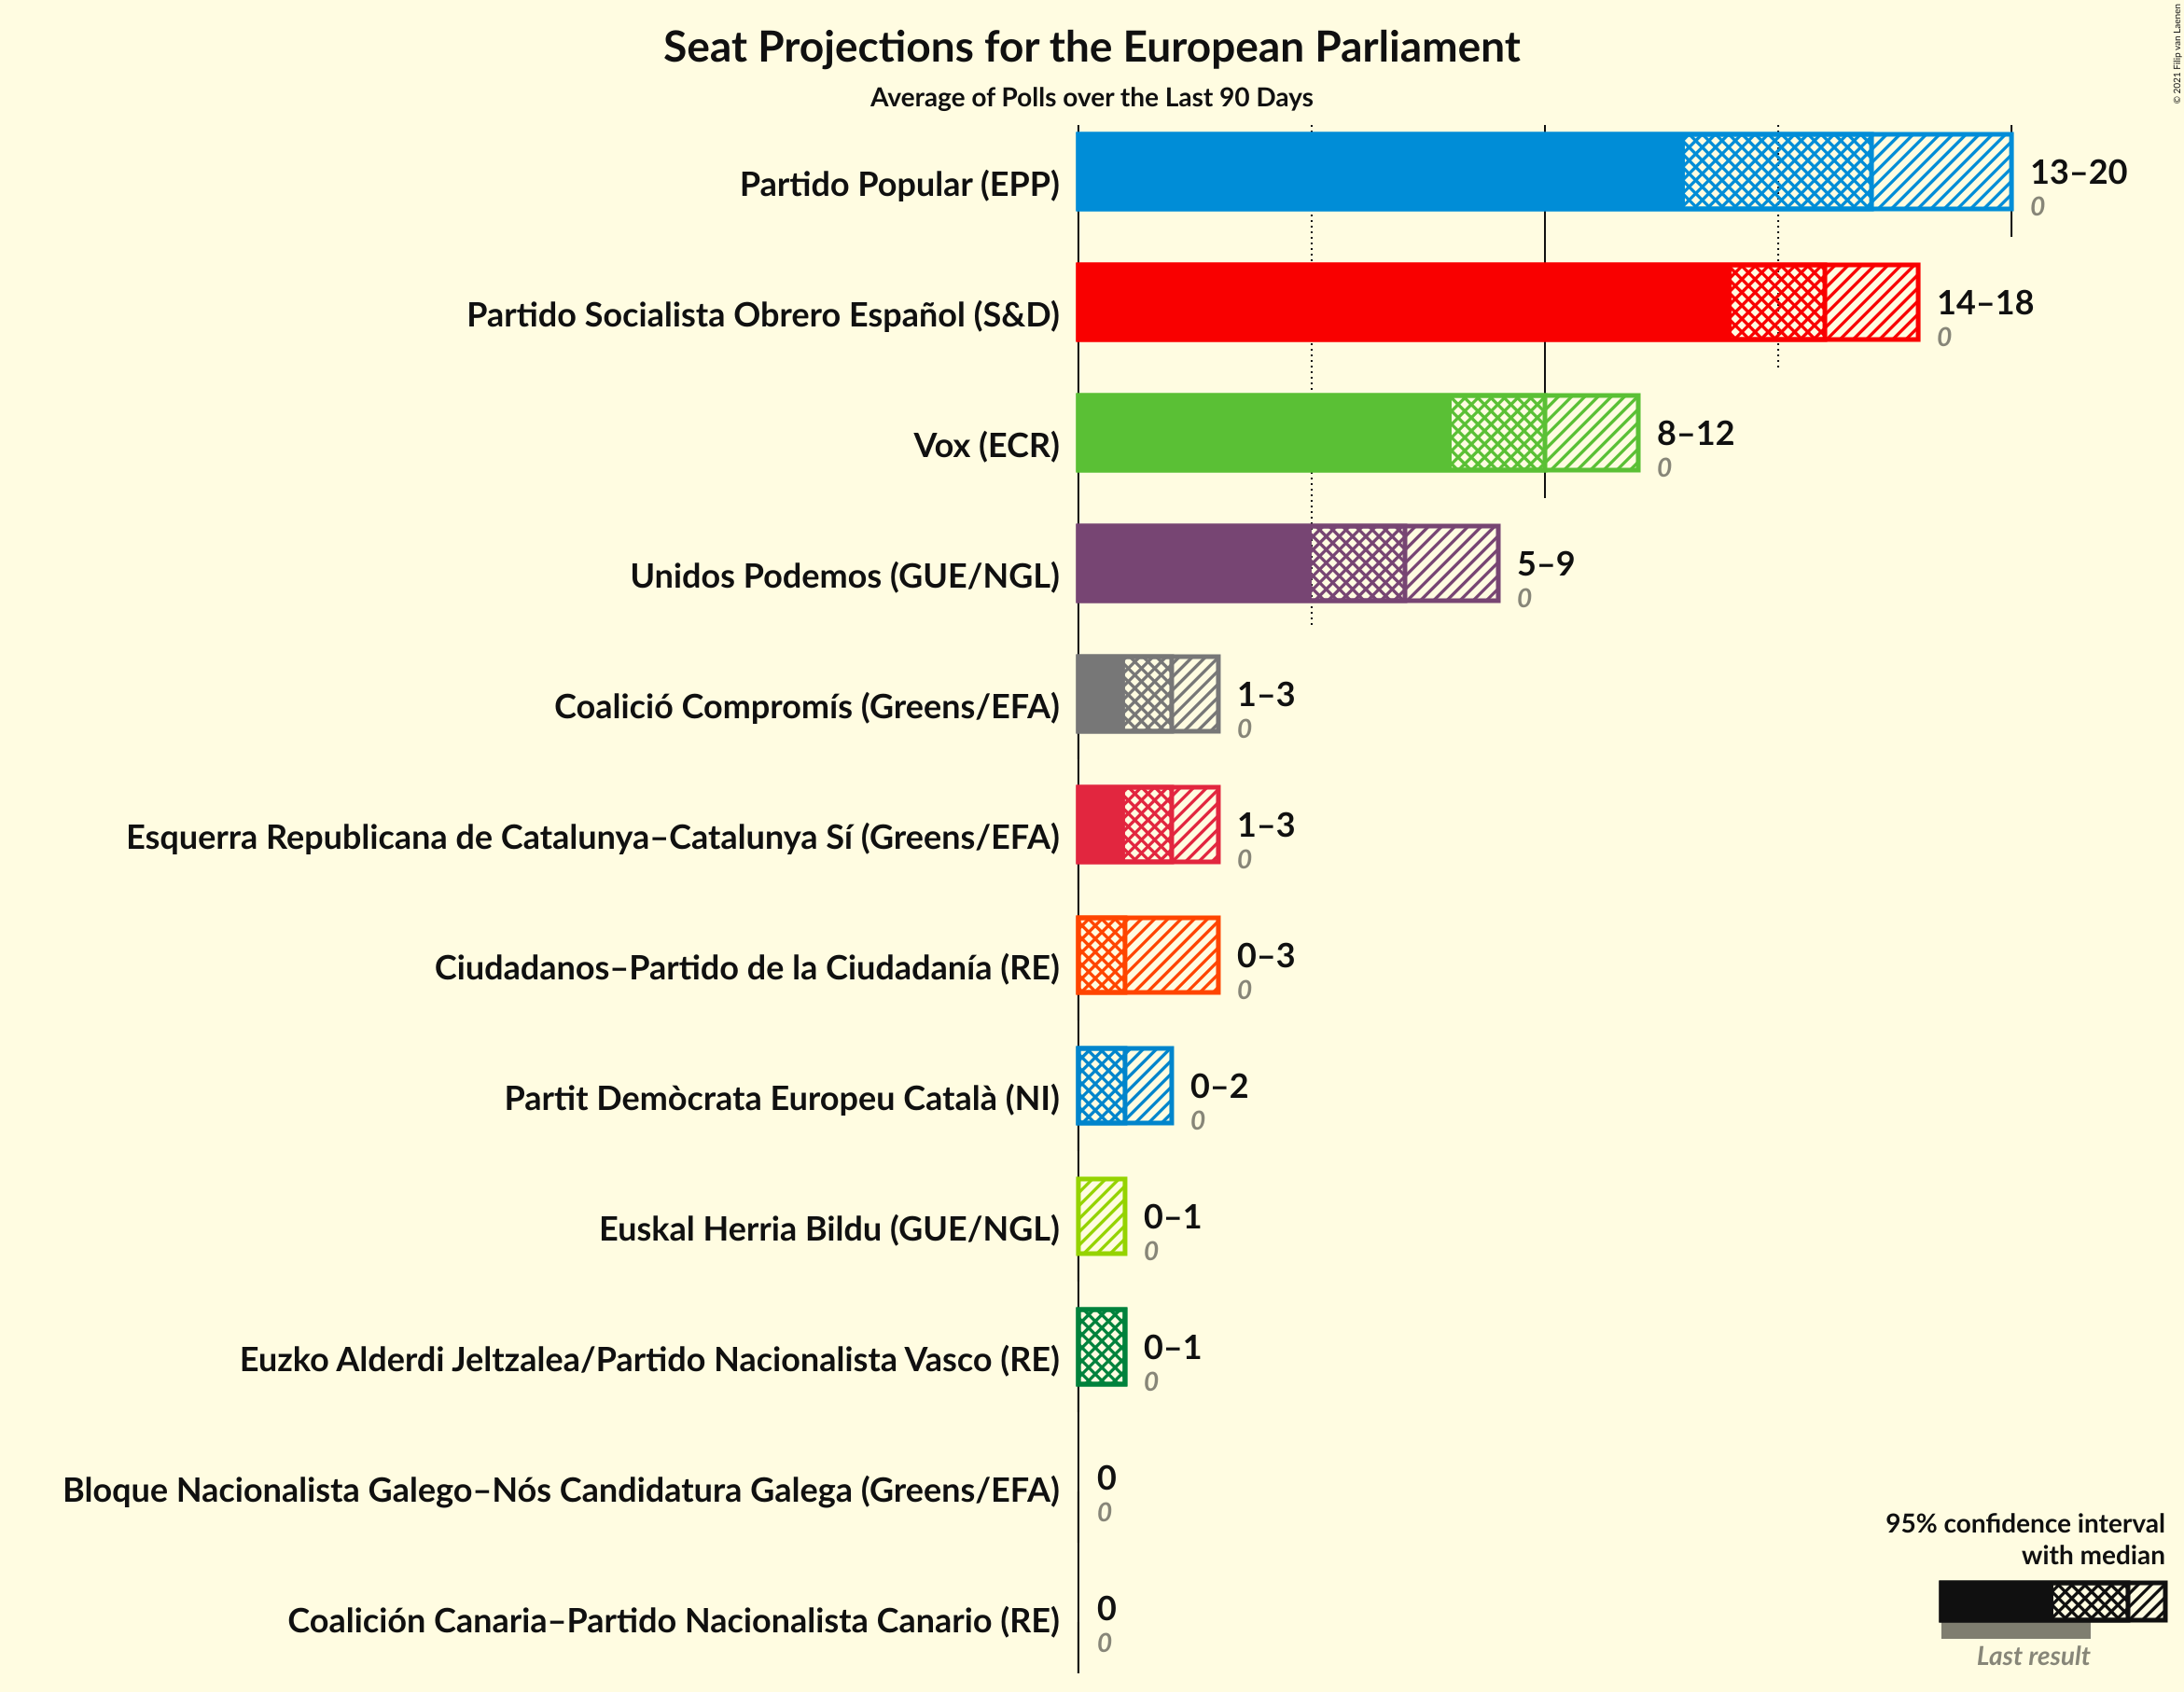 Seat Projections for the European Parliament
Average of Polls over the Last 90 Days
© 2021 Filip van Laenen
Partido Popular (EPP)
13–20
0
Partido Socialista Obrero Español (S&D)
14–18
0
Vox (ECR)
8–12
0
Unidos Podemos (GUE/NGL)
5–9
0
Coalició Compromís (Greens/EFA)
1–3
0
Esquerra Republicana de Catalunya–Catalunya Sí (Greens/EFA)
1–3
0
Ciudadanos–Partido de la Ciudadanía (RE)
0–3
0
Partit Demòcrata Europeu Català (NI)
0–2
0
Euskal Herria Bildu (GUE/NGL)
0–1
0
Euzko Alderdi Jeltzalea/Partido Nacionalista Vasco (RE)
0–1
0
Bloque Nacionalista Galego–Nós Candidatura Galega (Greens/EFA)
0
0
Coalición Canaria–Partido Nacionalista Canario (RE)
0
0
95% confidence interval
with median
Last result